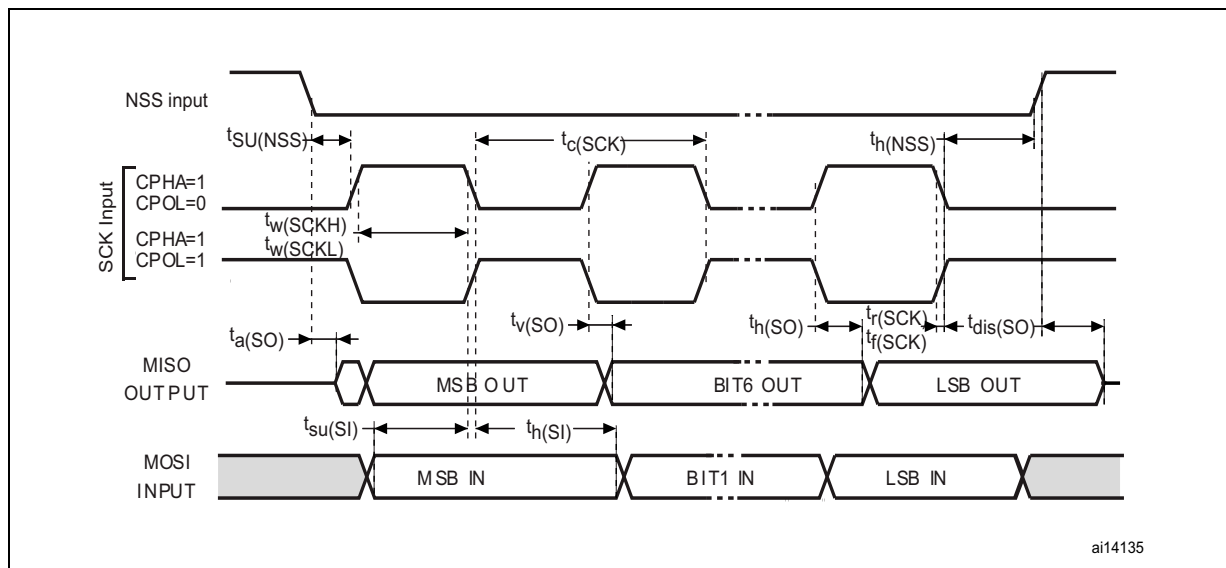 NSS input
tSU(NSS)
tc(SCK)
th(NSS)
SCK Input
CPHA=1
CPOL=0
tw(SCKH)
tw(SCKL)
CPHA=1
CPOL=1
ta(SO)
tv(SO)
th(SO)
tr(SCK)
tf(SCK)
tdis(SO)
MISO
OUTPUT
MSB OUT
BIT6 OUT
LSB OUT
tsu(SI)
th(SI)
MOSI
INPUT
MSB IN
BIT1 IN
LSB IN
ai14135